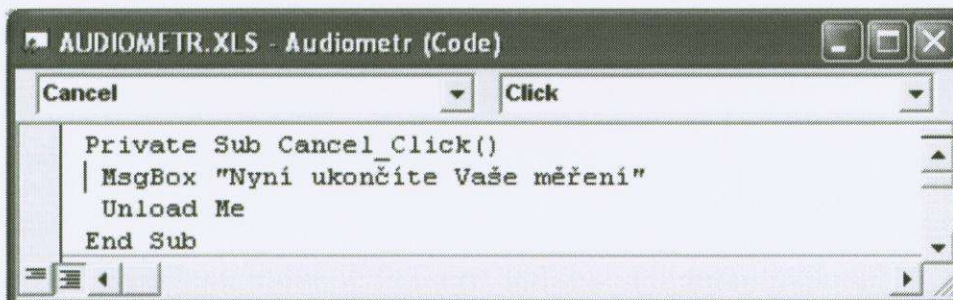 AUDIOMETR.XLS - Audiometr (Code)
Cancel Click
Private Sub Cancel_Click()
MsgBox "Nyní ukončíte Vaše měření"
Unload Me
End Sub